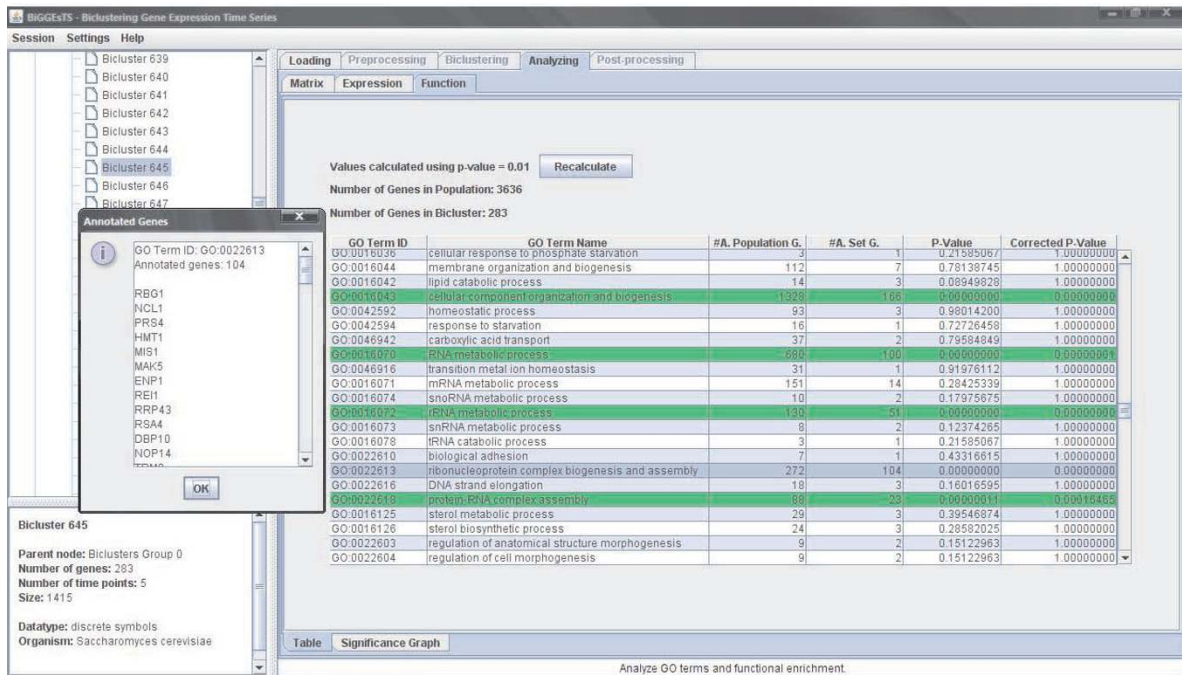 BiGGEsTS - Biclustering Gene Expression Time Series
Session Settings Help
Bicluster 639
Bicluster 640
Bicluster 641
Bicluster 642
Bicluster 643
Bicluster 644
Bicluster 645
Bicluster 646
Bicluster 647
Loading Preprocessing Biclustering Analyzing Post-processing
Matrix Expression Function
Values calculated using p-value = 0.01 Recalculate
Number of Genes in Population: 3636
Number of Genes in Bicluster: 283
GO Term ID GO Term Name #A. Population G. #A. Set G. P-Value Corrected P-Value
GO:0016036 cellular response to phosphate starvation 3 1 0.21585067 1.00000000
GO:0016044 membrane organization and biogenesis 112 7 0.78138745 1.00000000
GO:0016042 lipid catabolic process 14 3 0.08949828 1.00000000
GO:0016043 cellular component organization and biogenesis 1328 166 0.00000000 0.00000000
GO:0042592 homeostatic process 93 3 0.98014200 1.00000000
GO:0042594 response to starvation 16 1 0.72726458 1.00000000
GO:0046942 carboxylic acid transport 37 2 0.79584849 1.00000000
GO:0016070 RNA metabolic process 680 100 0.00000000 0.00000001
GO:0046916 transition metal ion homeostasis 31 1 0.91976112 1.00000000
GO:0016071 mRNA metabolic process 151 14 0.28425339 1.00000000
GO:0016074 snoRNA metabolic process 10 2 0.17975675 1.00000000
GO:0016072 rRNA metabolic process 130 51 0.00000000 0.00000000
GO:0016073 snRNA metabolic process 8 2 0.12374265 1.00000000
GO:0016078 tRNA catabolic process 3 1 0.21585067 1.00000000
GO:0022610 biological adhesion 7 1 0.43316615 1.00000000
GO:0022613 ribonucleoprotein complex biogenesis and assembly 272 104 0.00000000 0.00000000
GO:0022616 DNA strand elongation 18 3 0.16016595 1.00000000
GO:0022618 protein-RNA complex assembly 88 23 0.00000011 0.00016465
GO:0016125 sterol metabolic process 29 3 0.39546874 1.00000000
GO:0016126 sterol biosynthetic process 24 3 0.28582025 1.00000000
GO:0022603 regulation of anatomical structure morphogenesis 9 2 0.15122963 1.00000000
GO:0022604 regulation of cell morphogenesis 9 2 0.15122963 1.00000000
Annotated Genes
GO Term ID: GO:0022613
Annotated genes: 104
RBG1
NCL1
PRS4
HMT1
MIS1
MAK5
ENP1
REI1
RRP43
RSA4
DBP10
NOP14
OK
Bicluster 645
Parent node: Biclusters Group 0
Number of genes: 283
Number of time points: 5
Size: 1415
Datatype: discrete symbols
Organism: Saccharomyces cerevisiae
Table Significance Graph
Analyze GO terms and functional enrichment.